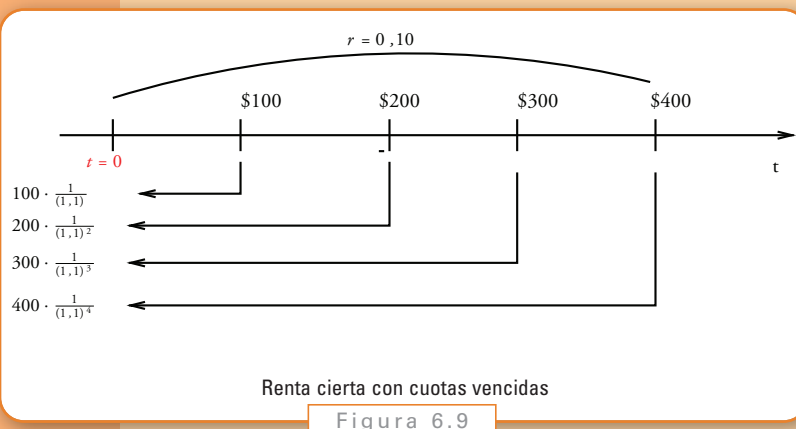 r = 0 ,10
$100 $200 $300 $400
t = 0
t
100 · 1/(1,1)
200 · 1/(1,1)²
300 · 1/(1,1)³
400 · 1/(1,1)⁴
Renta cierta con cuotas vencidas
Figura 6.9